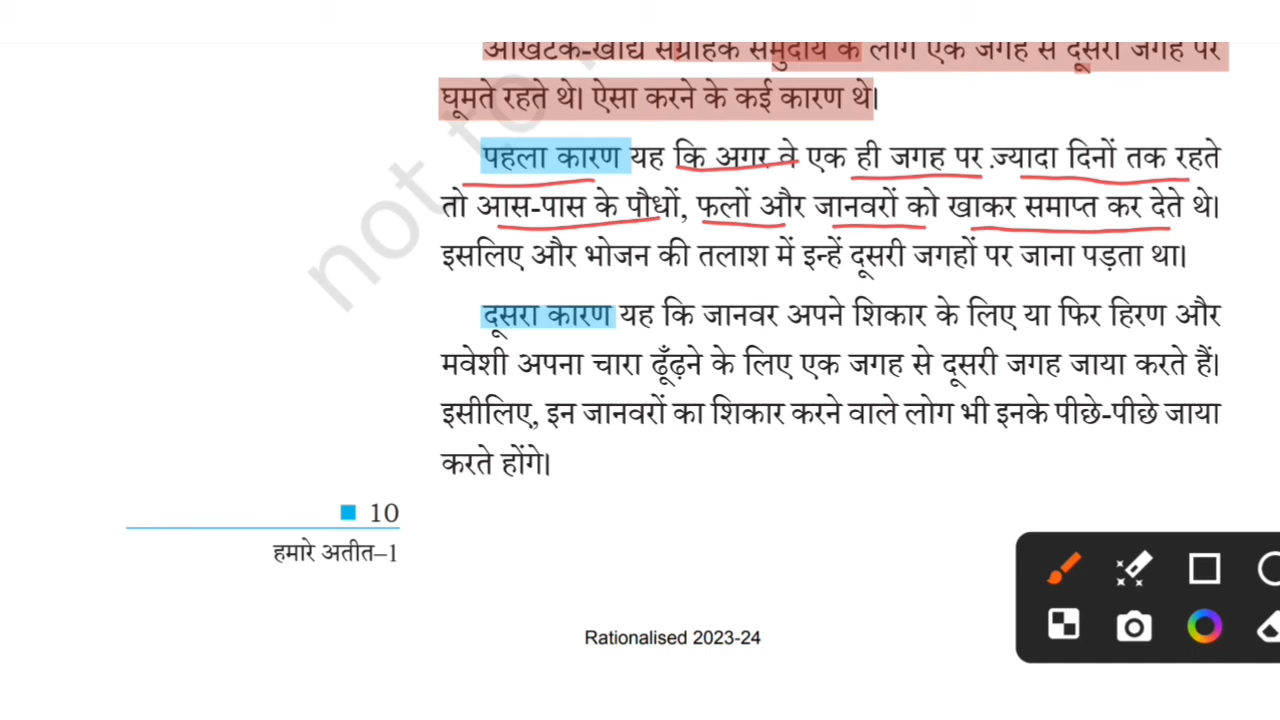 आखेटक-खाद्य संग्राहक समुदाय के लोग एक जगह से दूसरी जगह पर
घूमते रहते थे। ऐसा करने के कई कारण थे।
पहला कारण यह कि अगर वे एक ही जगह पर ज़्यादा दिनों तक रहते
तो आस-पास के पौधों, फलों और जानवरों को खाकर समाप्त कर देते थे।
इसलिए और भोजन की तलाश में इन्हें दूसरी जगहों पर जाना पड़ता था।
दूसरा कारण यह कि जानवर अपने शिकार के लिए या फिर हिरण और
मवेशी अपना चारा ढूँढ़ने के लिए एक जगह से दूसरी जगह जाया करते हैं।
इसीलिए, इन जानवरों का शिकार करने वाले लोग भी इनके पीछे-पीछे जाया
करते होंगे।
10
हमारे अतीत–1
Rationalised 2023-24
not to